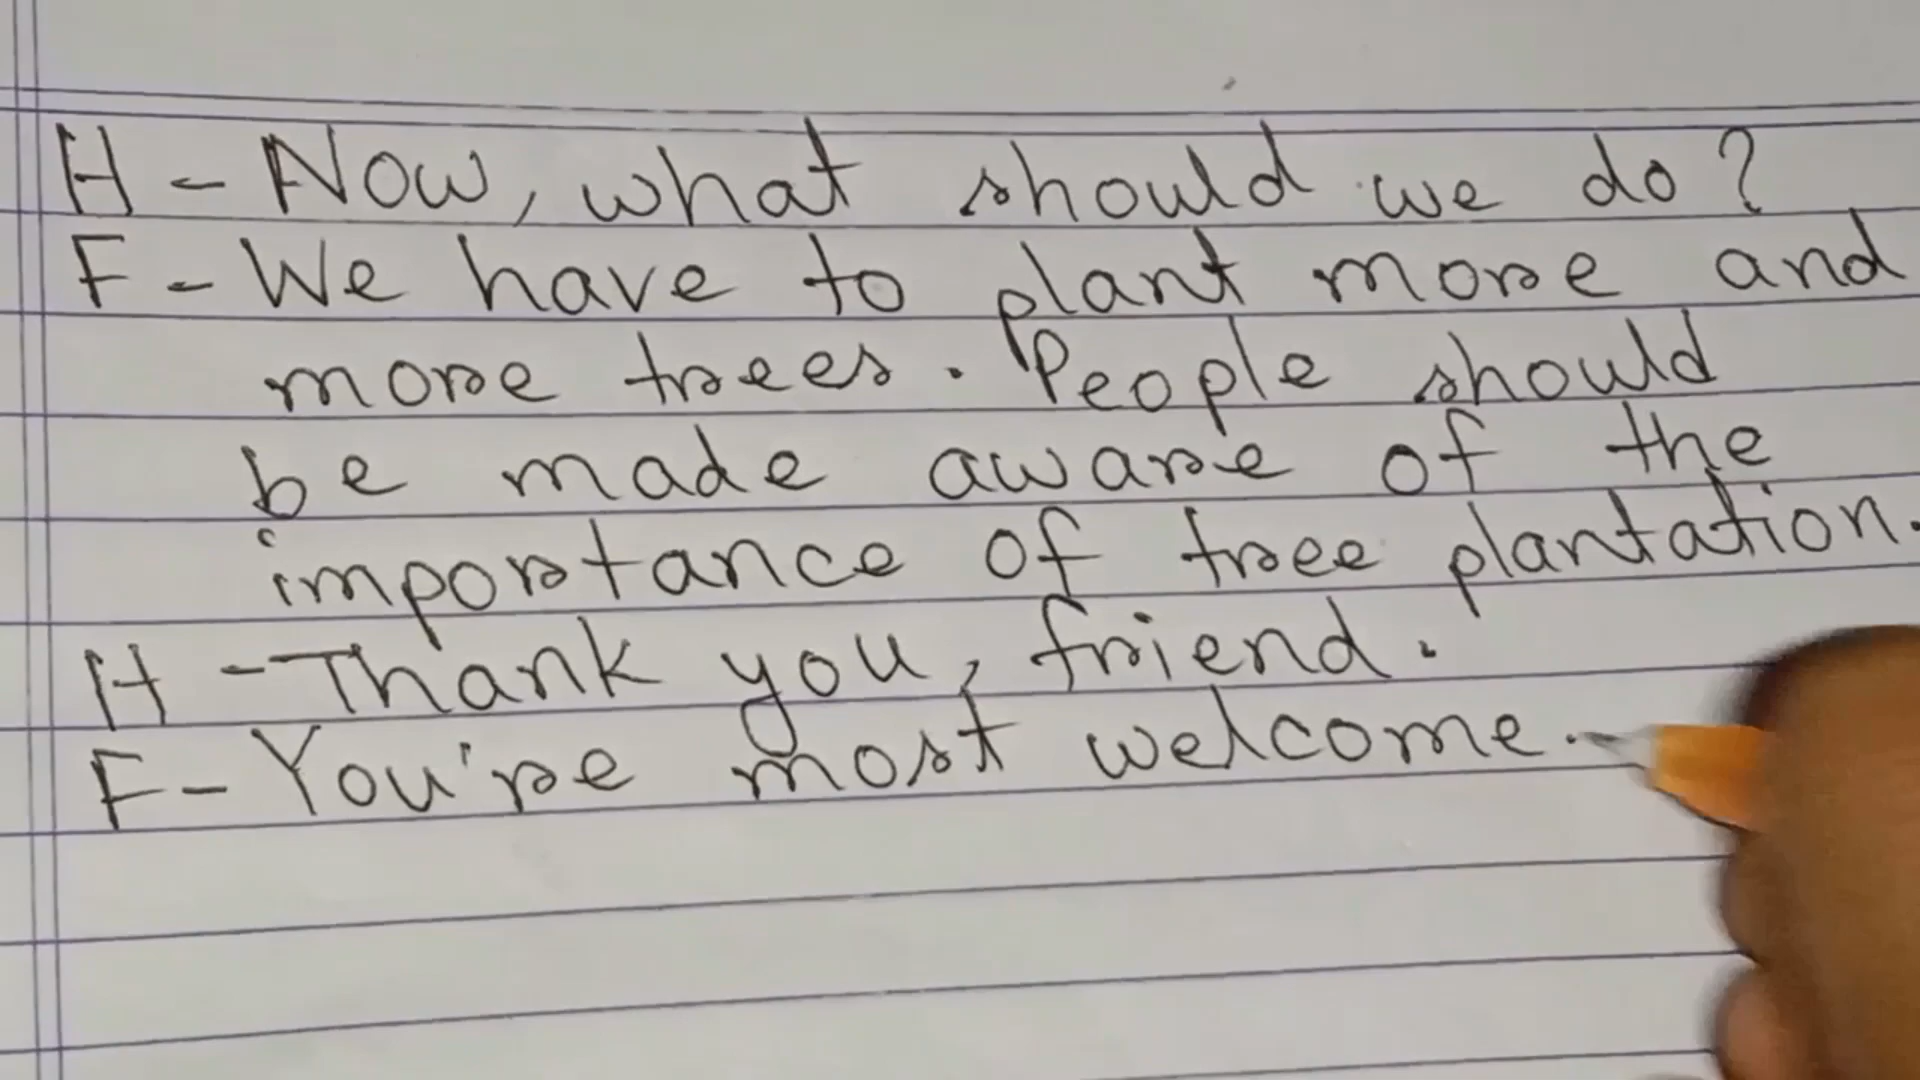 H - Now, what should we do?
F - We have to plant more and
more trees. People should
be made aware of the
importance of tree plantation.
H - Thank you, friend.
F - You're most welcome.